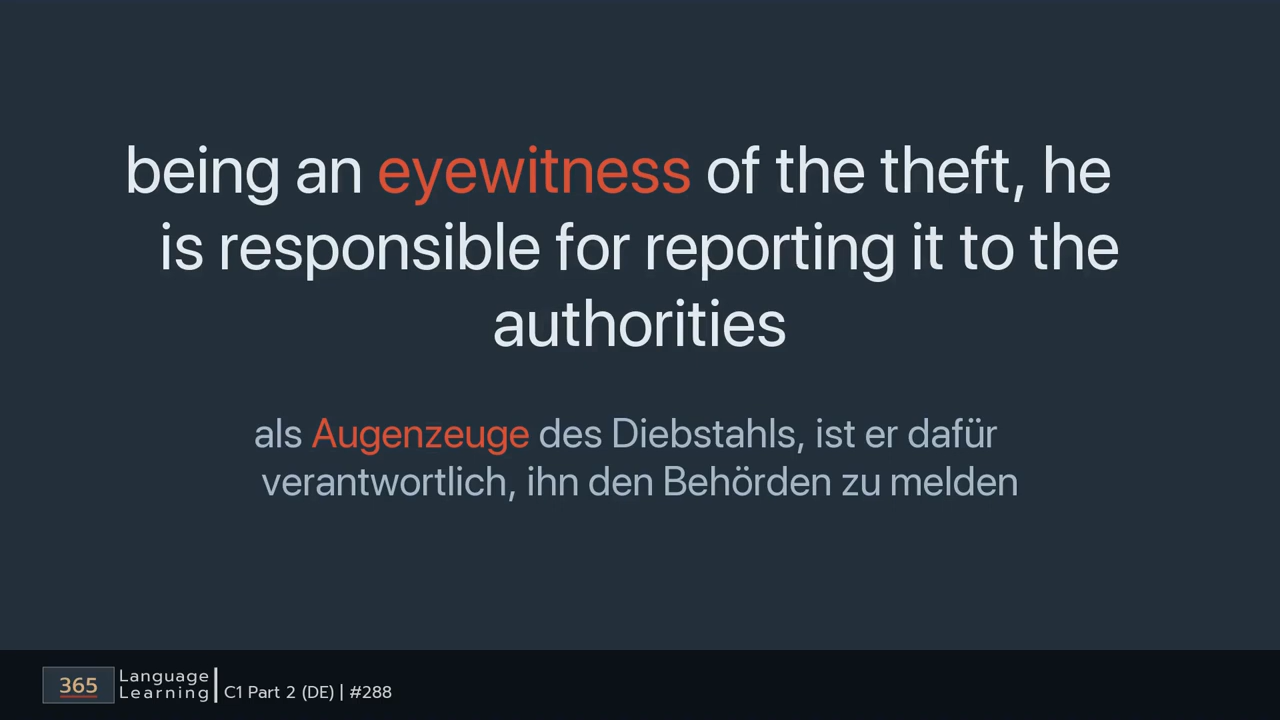 being an eyewitness of the theft, he
is responsible for reporting it to the
authorities
als Augenzeuge des Diebstahls, ist er dafür
verantwortlich, ihn den Behörden zu melden
365 Language
Learning | C1 Part 2 (DE) | #288